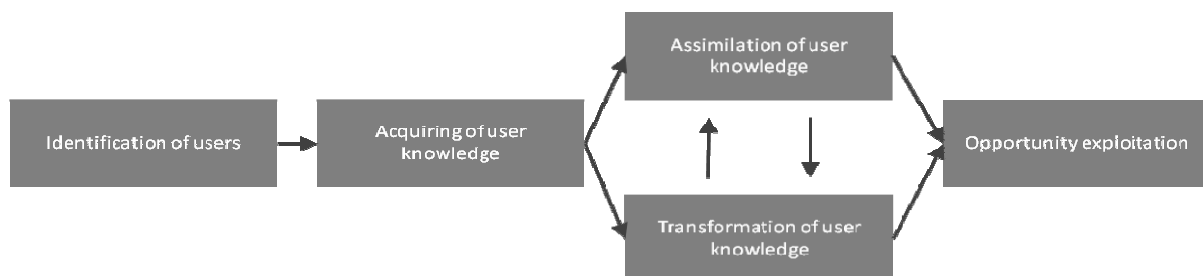 Identification of users
Acquiring of user
knowledge
Assimilation of user
knowledge
Transformation of user
knowledge
Opportunity exploitation